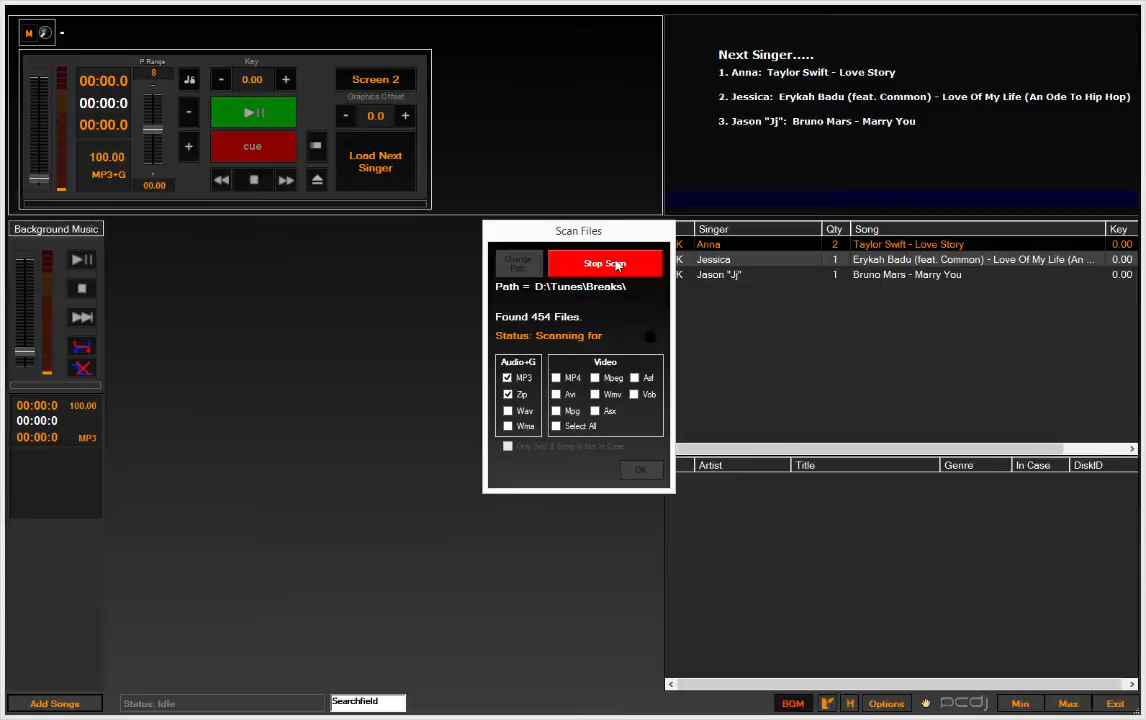 M -
P Range
8
Key
00:00.0
- 0.00 +
Screen 2
00:00.0
Graphics Offset
- 0.0 +
00:00.0
cue
+
100.00
MP3+G
Load Next
Singer
00.00
Next Singer.....
1. Anna: Taylor Swift - Love Story
2. Jessica: Erykah Badu (feat. Common) - Love Of My Life (An Ode To Hip Hop)
3. Jason "Jj": Bruno Mars - Marry You
Background Music
00:00:0 100.00
00:00:0
00:00:0 MP3
Scan Files
Change
Path
Stop Scan
Path = D:\Tunes\Breaks\
Found 454 Files.
Status: Scanning for
Audio+G
MP3
Zip
Wav
Wma
Video
MP4 Mpeg Asf
Avi Wmv Vob
Mpg Asx
Select All
Only Add if Song is Not in Case
OK
Singer Qty Song Key
K Anna 2 Taylor Swift - Love Story 0.00
Jessica 1 Erykah Badu (feat. Common) - Love Of My Life (An ... 0.00
K Jason "Jj" 1 Bruno Mars - Marry You 0.00
Artist Title Genre In Case DiskID
Add Songs
Status: Idle
Searchfield
BGM
H
Options
pcdj
Min
Max
Exit